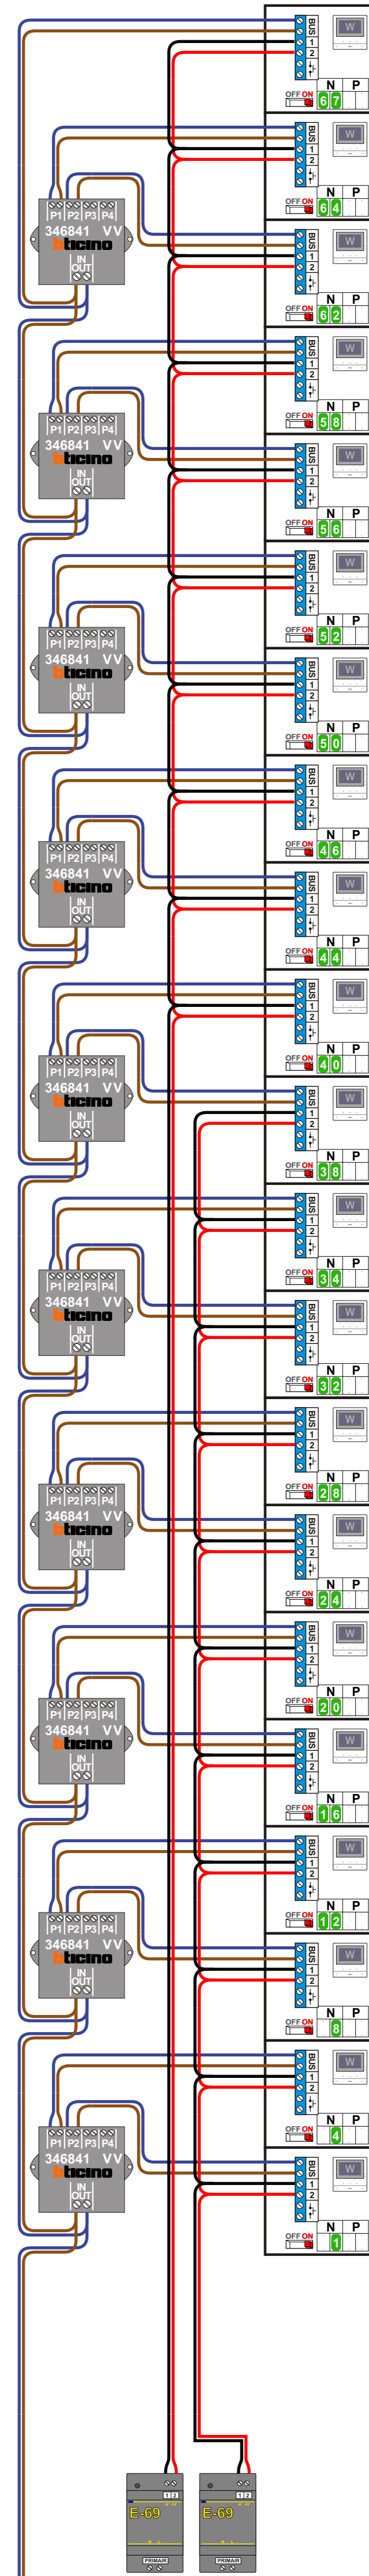 BUS W
1
2
N P
OFF ON 6 7
BUS W
1
2
N P
OFF ON 6 4
P1 P2 P3 P4
346841 VV
bticino
IN
OUT
BUS W
1
2
N P
OFF ON 6 2
BUS W
1
2
N P
OFF ON 5 8
P1 P2 P3 P4
346841 VV
bticino
IN
OUT
BUS W
1
2
N P
OFF ON 5 6
BUS W
1
2
N P
OFF ON 5 2
P1 P2 P3 P4
346841 VV
bticino
IN
OUT
BUS W
1
2
N P
OFF ON 5 0
BUS W
1
2
N P
OFF ON 4 6
P1 P2 P3 P4
346841 VV
bticino
IN
OUT
BUS W
1
2
N P
OFF ON 4 4
BUS W
1
2
N P
OFF ON 4 0
P1 P2 P3 P4
346841 VV
bticino
IN
OUT
BUS W
1
2
N P
OFF ON 3 8
BUS W
1
2
N P
OFF ON 3 4
P1 P2 P3 P4
346841 VV
bticino
IN
OUT
BUS W
1
2
N P
OFF ON 3 2
BUS W
1
2
N P
OFF ON 2 8
P1 P2 P3 P4
346841 VV
bticino
IN
OUT
BUS W
1
2
N P
OFF ON 2 4
BUS W
1
2
N P
OFF ON 2 0
P1 P2 P3 P4
346841 VV
bticino
IN
OUT
BUS W
1
2
N P
OFF ON 1 6
BUS W
1
2
N P
OFF ON 1 2
P1 P2 P3 P4
346841 VV
bticino
IN
OUT
BUS W
1
2
N P
OFF ON 8
BUS W
1
2
N P
OFF ON 4
P1 P2 P3 P4
346841 VV
bticino
IN
OUT
BUS W
1
2
N P
OFF ON 1
1 2 1 2
E-69 E-69
PRIMAIR PRIMAIR